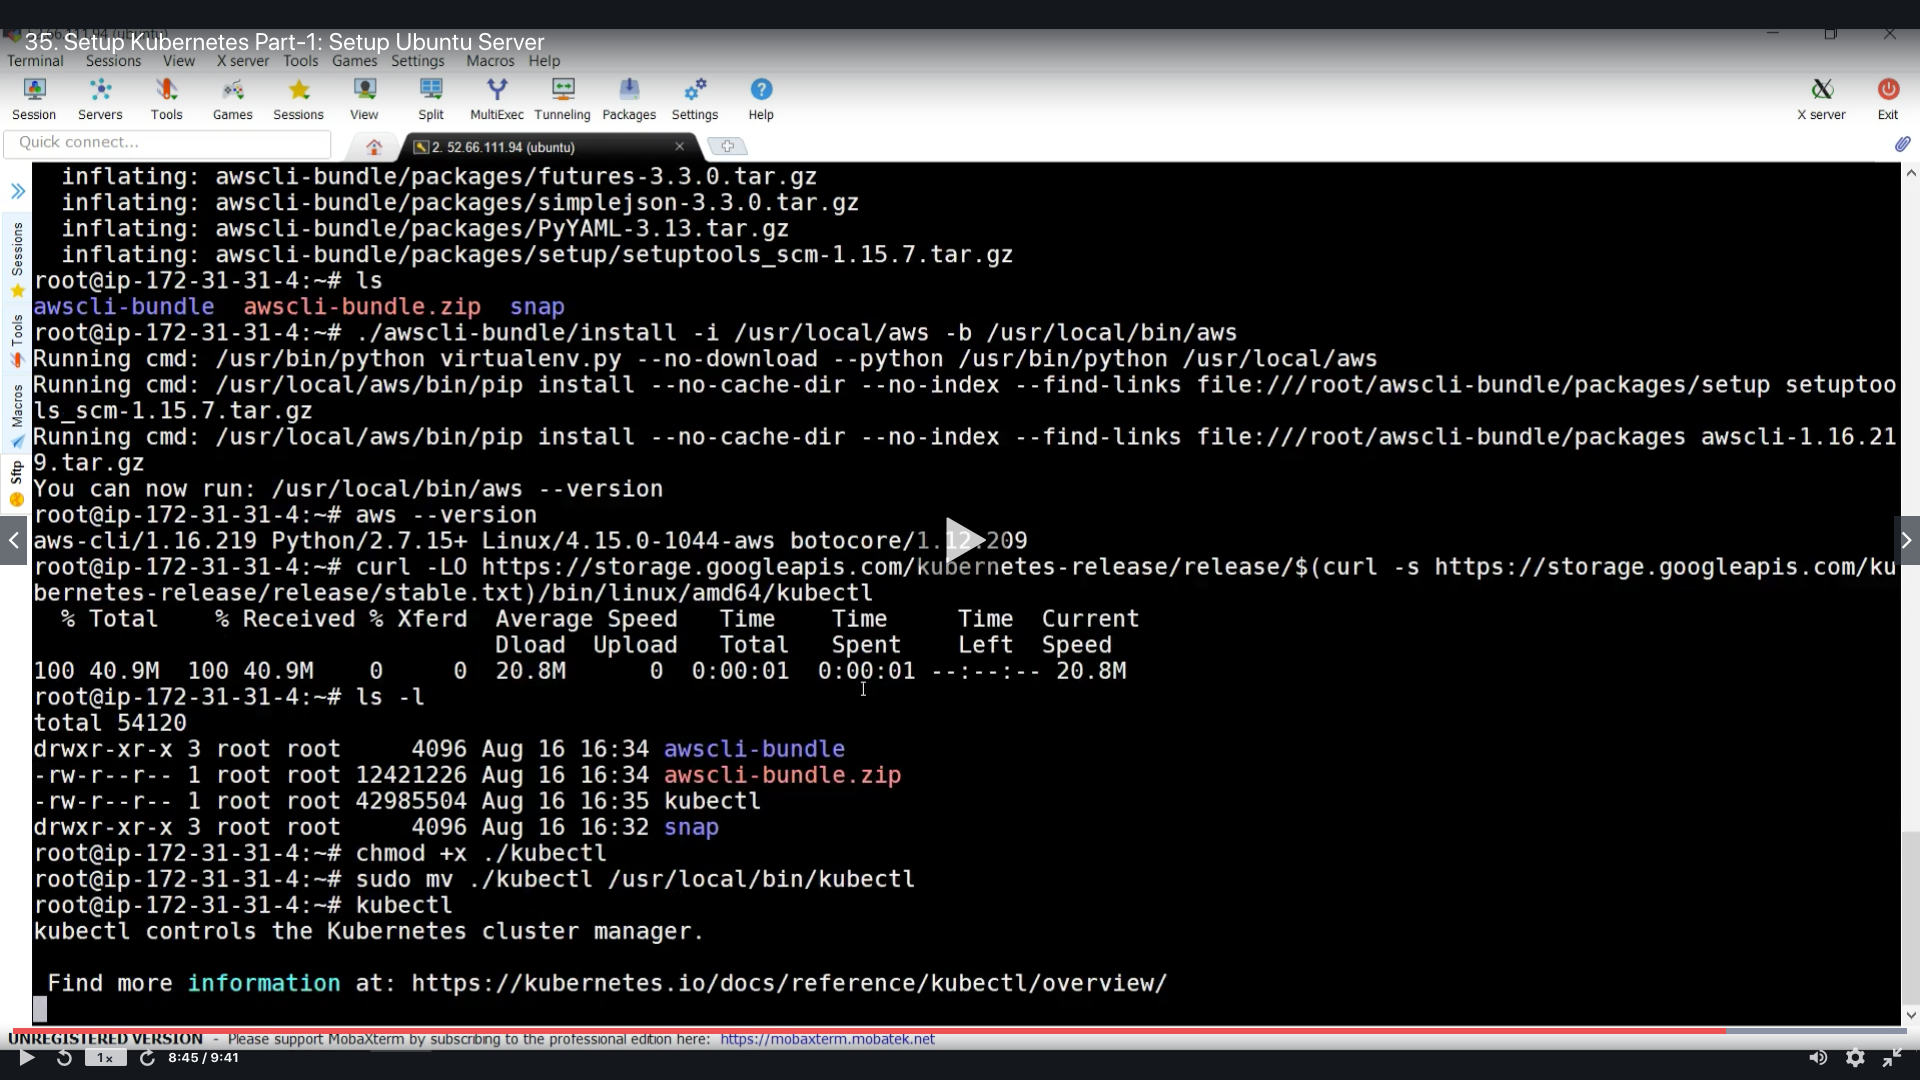 35. Setup Kubernetes Part-1: Setup Ubuntu Server
Terminal Sessions View X server Tools Games Settings Macros Help
Session Servers Tools Games Sessions View Split MultiExec Tunneling Packages Settings Help X server Exit
Quick connect...
2. 52.66.111.94 (ubuntu)
Sessions
Tools
Macros
Sftp
inflating: awscli-bundle/packages/futures-3.3.0.tar.gz
inflating: awscli-bundle/packages/simplejson-3.3.0.tar.gz
inflating: awscli-bundle/packages/PyYAML-3.13.tar.gz
inflating: awscli-bundle/packages/setup/setuptools_scm-1.15.7.tar.gz
root@ip-172-31-31-4:~# ls
awscli-bundle awscli-bundle.zip snap
root@ip-172-31-31-4:~# ./awscli-bundle/install -i /usr/local/aws -b /usr/local/bin/aws
Running cmd: /usr/bin/python virtualenv.py --no-download --python /usr/bin/python /usr/local/aws
Running cmd: /usr/local/aws/bin/pip install --no-cache-dir --no-index --find-links file:///root/awscli-bundle/packages/setup setuptoo
ls_scm-1.15.7.tar.gz
Running cmd: /usr/local/aws/bin/pip install --no-cache-dir --no-index --find-links file:///root/awscli-bundle/packages awscli-1.16.21
9.tar.gz
You can now run: /usr/local/bin/aws --version
root@ip-172-31-31-4:~# aws --version
aws-cli/1.16.219 Python/2.7.15+ Linux/4.15.0-1044-aws botocore/1.12.209
root@ip-172-31-31-4:~# curl -LO https://storage.googleapis.com/kubernetes-release/release/$(curl -s https://storage.googleapis.com/ku
bernetes-release/release/stable.txt)/bin/linux/amd64/kubectl
% Total % Received % Xferd Average Speed Time Time Time Current
Dload Upload Total Spent Left Speed
100 40.9M 100 40.9M 0 0 20.8M 0 0:00:01 0:00:01 --:--:-- 20.8M
root@ip-172-31-31-4:~# ls -l
total 54120
drwxr-xr-x 3 root root 4096 Aug 16 16:34 awscli-bundle
-rw-r--r-- 1 root root 12421226 Aug 16 16:34 awscli-bundle.zip
-rw-r--r-- 1 root root 42985504 Aug 16 16:35 kubectl
drwxr-xr-x 3 root root 4096 Aug 16 16:32 snap
root@ip-172-31-31-4:~# chmod +x ./kubectl
root@ip-172-31-31-4:~# sudo mv ./kubectl /usr/local/bin/kubectl
root@ip-172-31-31-4:~# kubectl
kubectl controls the Kubernetes cluster manager.
Find more information at: https://kubernetes.io/docs/reference/kubectl/overview/
UNREGISTERED VERSION - Please support MobaXterm by subscribing to the professional edition here: https://mobaxterm.mobatek.net
1x 8:45 / 9:41